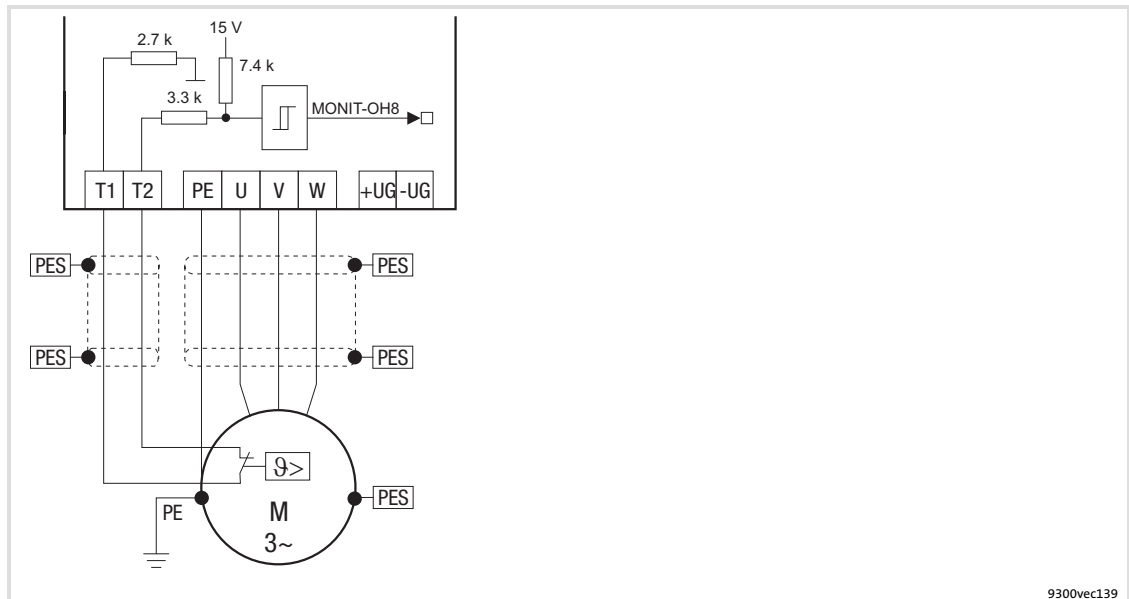 15 V
2.7 k
7.4 k
3.3 k
MONIT-OH8
T1 T2 PE U V W +UG -UG
PES PES
PES PES
ϑ>
PES
PE M
3~
9300vec139